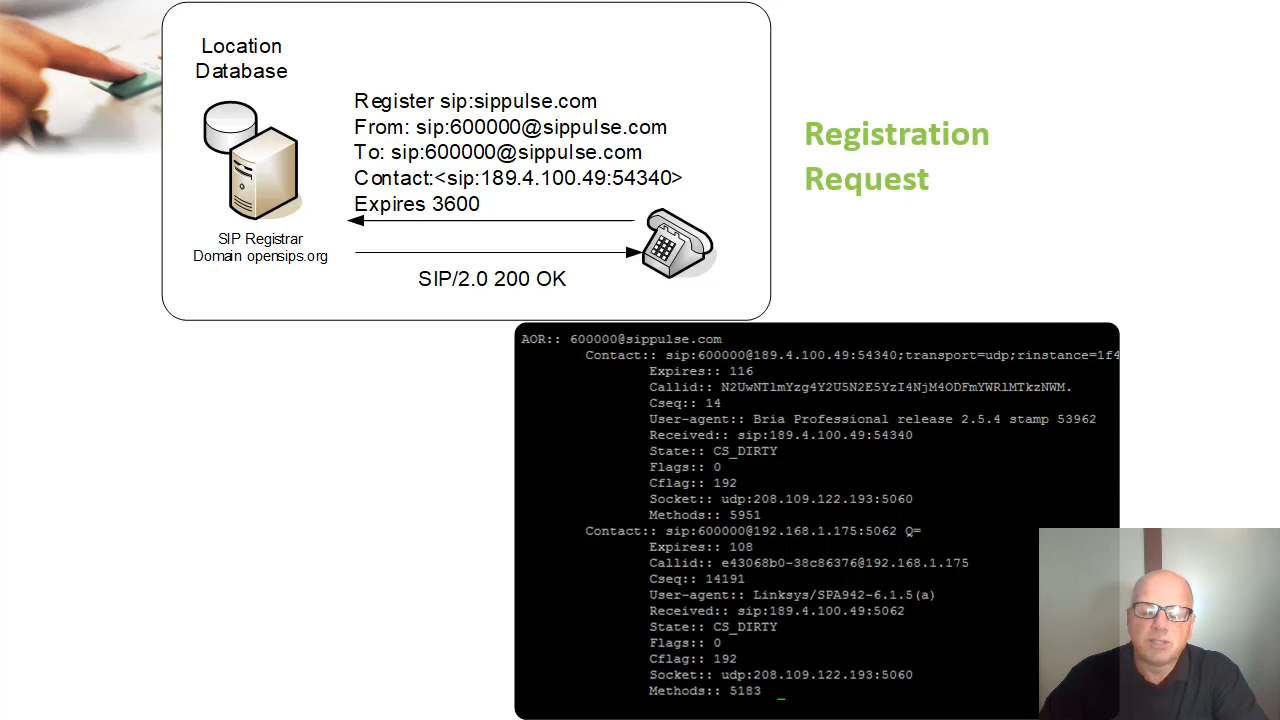 Location
Database
Register sip:sippulse.com
From: sip:600000@sippulse.com
To: sip:600000@sippulse.com
Contact:<sip:189.4.100.49:54340>
Expires 3600
SIP Registrar
Domain opensips.org
SIP/2.0 200 OK
Registration
Request
AOR:: 600000@sippulse.com
Contact:: sip:600000@189.4.100.49:54340;transport=udp;rinstance=1f4
Expires:: 116
Callid:: N2UwNTlmYzg4Y2U5N2E5YzI4NjM4ODFmYWRlMTkzNWM.
Cseq:: 14
User-agent:: Bria Professional release 2.5.4 stamp 53962
Received:: sip:189.4.100.49:54340
State:: CS_DIRTY
Flags:: 0
Cflag:: 192
Socket:: udp:208.109.122.193:5060
Methods:: 5951
Contact:: sip:600000@192.168.1.175:5062 Q=
Expires:: 108
Callid:: e43068b0-38c86376@192.168.1.175
Cseq:: 14191
User-agent:: Linksys/SPA942-6.1.5(a)
Received:: sip:189.4.100.49:5062
State:: CS_DIRTY
Flags:: 0
Cflag:: 192
Socket:: udp:208.109.122.193:5060
Methods:: 5183